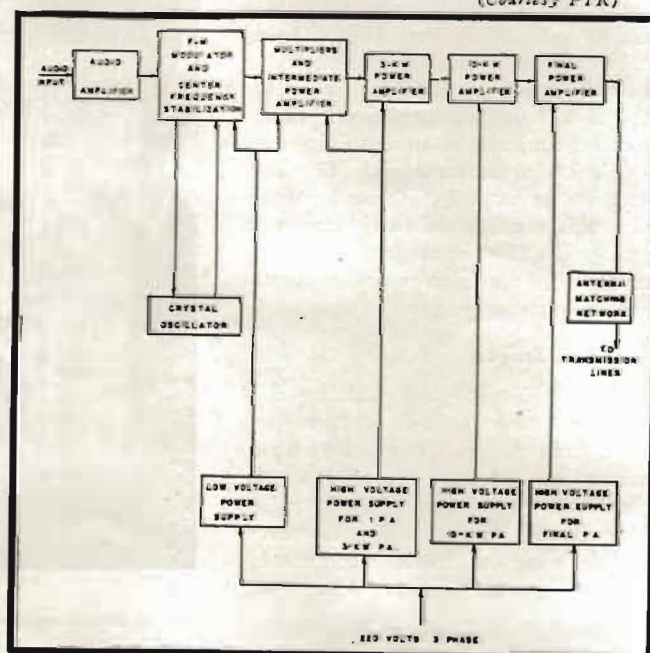 (Courtesy FTR)
AUDIO
INPUT
AUDIO
AMPLIFIER
F-M
MODULATOR
AND
CENTER
FREQUENCY
STABILIZATION
MULTIPLIERS
AND
INTERMEDIATE
POWER
AMPLIFIER
3-KW
POWER
AMPLIFIER
10-KW
POWER
AMPLIFIER
FINAL
POWER
AMPLIFIER
CRYSTAL
OSCILLATOR
ANTENNA
MATCHING
NETWORK
TO
TRANSMISSION
LINES
LOW VOLTAGE
POWER
SUPPLY
HIGH VOLTAGE
POWER SUPPLY
FOR I P.A.
AND
3-KW P.A.
HIGH VOLTAGE
POWER SUPPLY
FOR
10-KW P.A.
HIGH VOLTAGE
POWER SUPPLY FOR
FINAL P.A.
220 VOLTS 3 PHASE